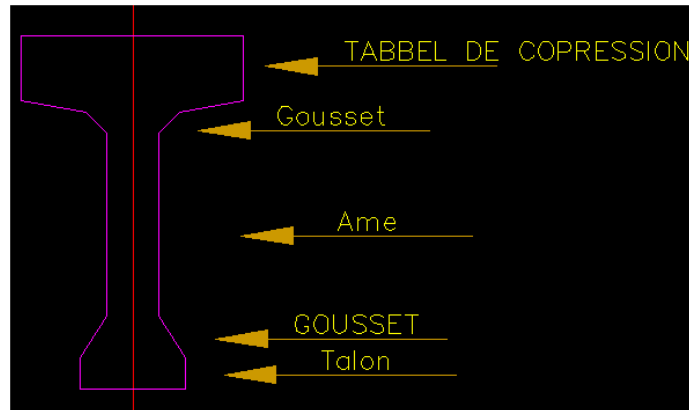 TABBEL DE COPRESSION
Gousset
Ame
GOUSSET
Talon